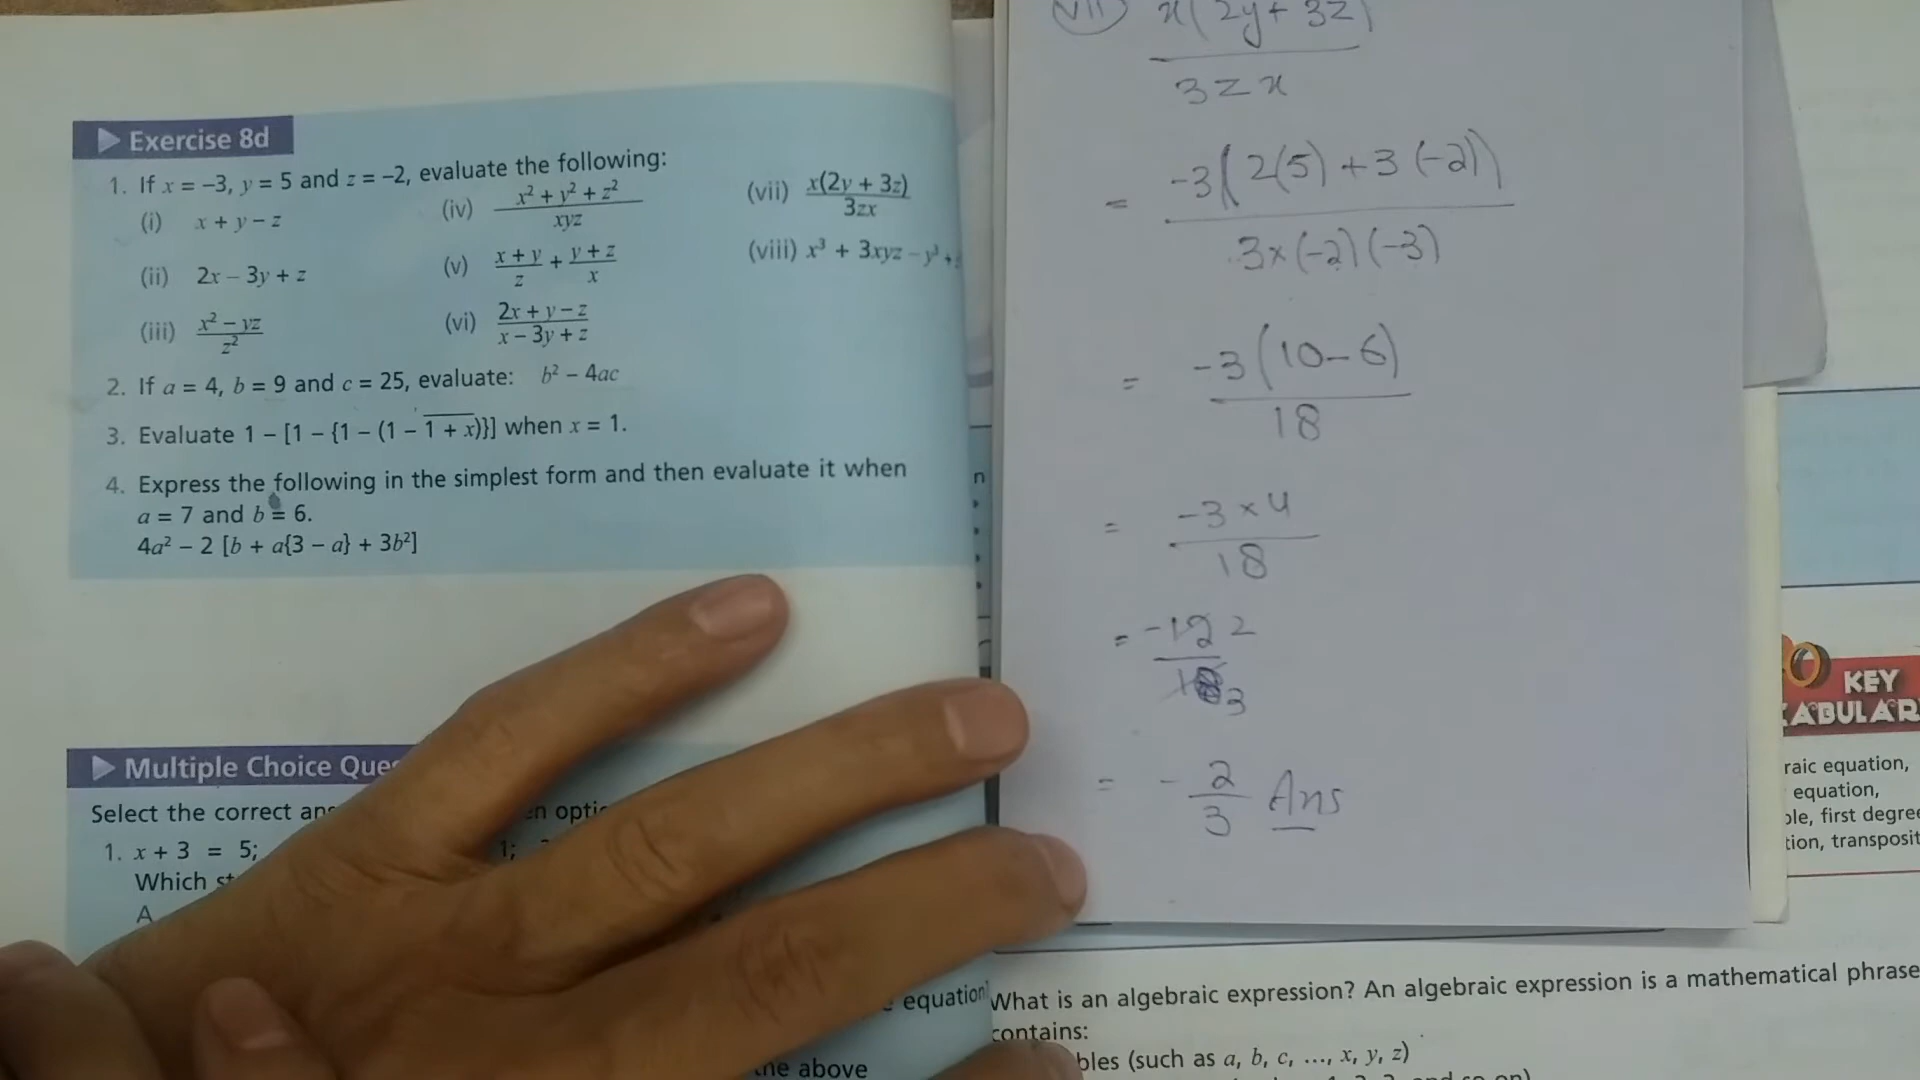 Exercise 8d
1. If x = –3, y = 5 and z = –2, evaluate the following:
(i) x + y – z
(ii) 2x – 3y + z
(iii) (x² – yz)/z²
(iv) (x² + y² + z²)/xyz
(v) (x + y)/z + (y + z)/x
(vi) (2x + y – z)/(x – 3y + z)
(vii) x(2y + 3z)/3zx
(viii) x³ + 3xyz – y³ +
2. If a = 4, b = 9 and c = 25, evaluate: b² – 4ac
3. Evaluate 1 – [1 – {1 – (1 – 1 + x)}] when x = 1.
4. Express the following in the simplest form and then evaluate it when
a = 7 and b = 6.
4a² – 2 [b + a{3 – a} + 3b²]
Multiple Choice
Select the correct
1. x + 3 = 5; 1;
Which
A
equation
the above
(vii) x(2y + 3z)
3zx
= -3(2(5) + 3(-2))
3×(-2)(-3)
= -3(10-6)
18
= -3×4
18
= -12 2
18 3
= - 2
3 Ans
n
KEY
raic equation,
equation,
ple, first degree
tion, transposit
What is an algebraic expression? An algebraic expression is a mathematical phrase
contains:
bles (such as a, b, c, ..., x, y, z)